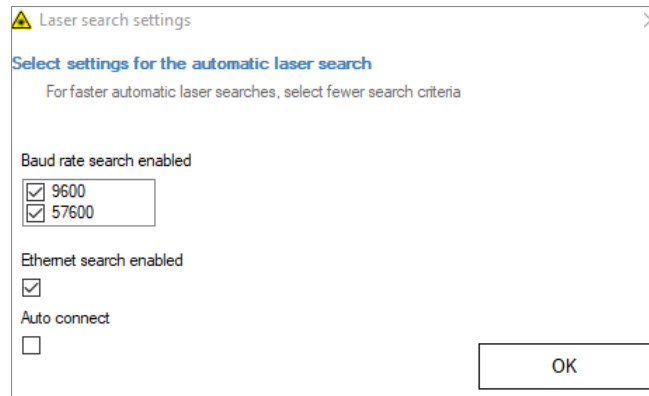 Laser search settings
Select settings for the automatic laser search
For faster automatic laser searches, select fewer search criteria
Baud rate search enabled
9600
57600
Ethernet search enabled
Auto connect
OK